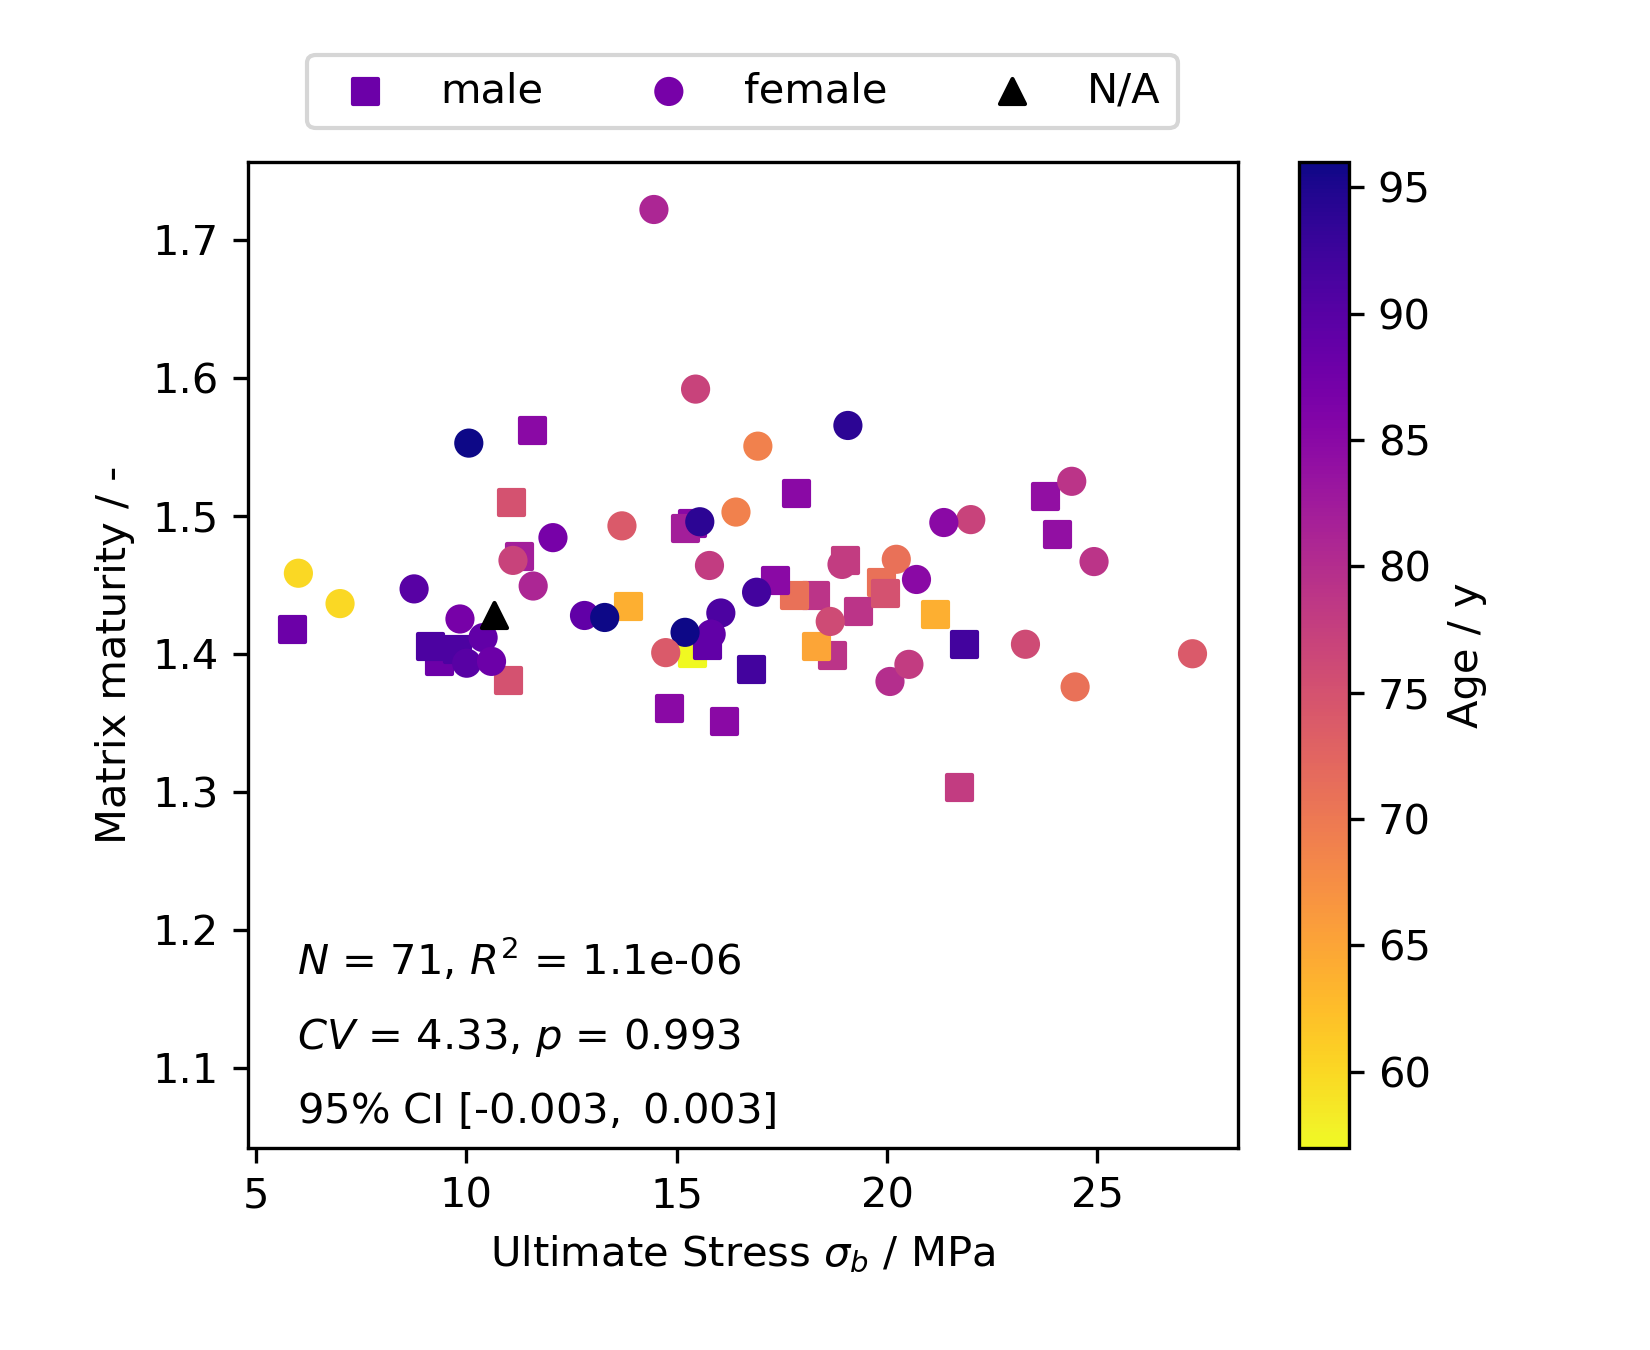 male female N/A
1.7
1.6
1.5
1.4
1.3
1.2
1.1
Matrix maturity / -
N = 71, R² = 1.1e-06
CV = 4.33, p = 0.993
95% CI [-0.003, 0.003]
5 10 15 20 25
Ultimate Stress σ_b / MPa
95
90
85
80
75
70
65
60
Age / y